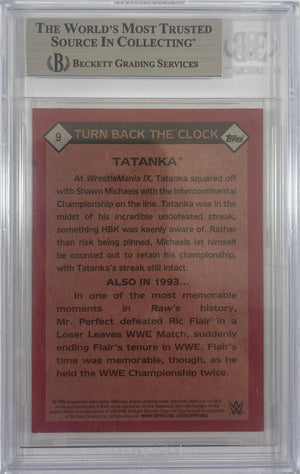 THE WORLD'S MOST TRUSTED
SOURCE IN COLLECTING™
B BECKETT GRADING SERVICES
9 TURN BACK THE CLOCK Topps
TATANKA™
At WrestleMania IX, Tatanka squared off
with Shawn Michaels with the Intercontinental
Championship on the line. Tatanka was in the
midst of his incredible undefeated streak,
something HBK was keenly aware of. Rather
than risk being pinned, Michaels let himself
be counted out to retain his championship,
with Tatanka's streak still intact.
ALSO IN 1993...
In one of the most memorable
moments in Raw's history,
Mr. Perfect defeated Ric Flair in a
Loser Leaves WWE Match, suddenly
ending Flair's tenure in WWE. Flair's
time was memorable, though, as he
held the WWE Championship twice.